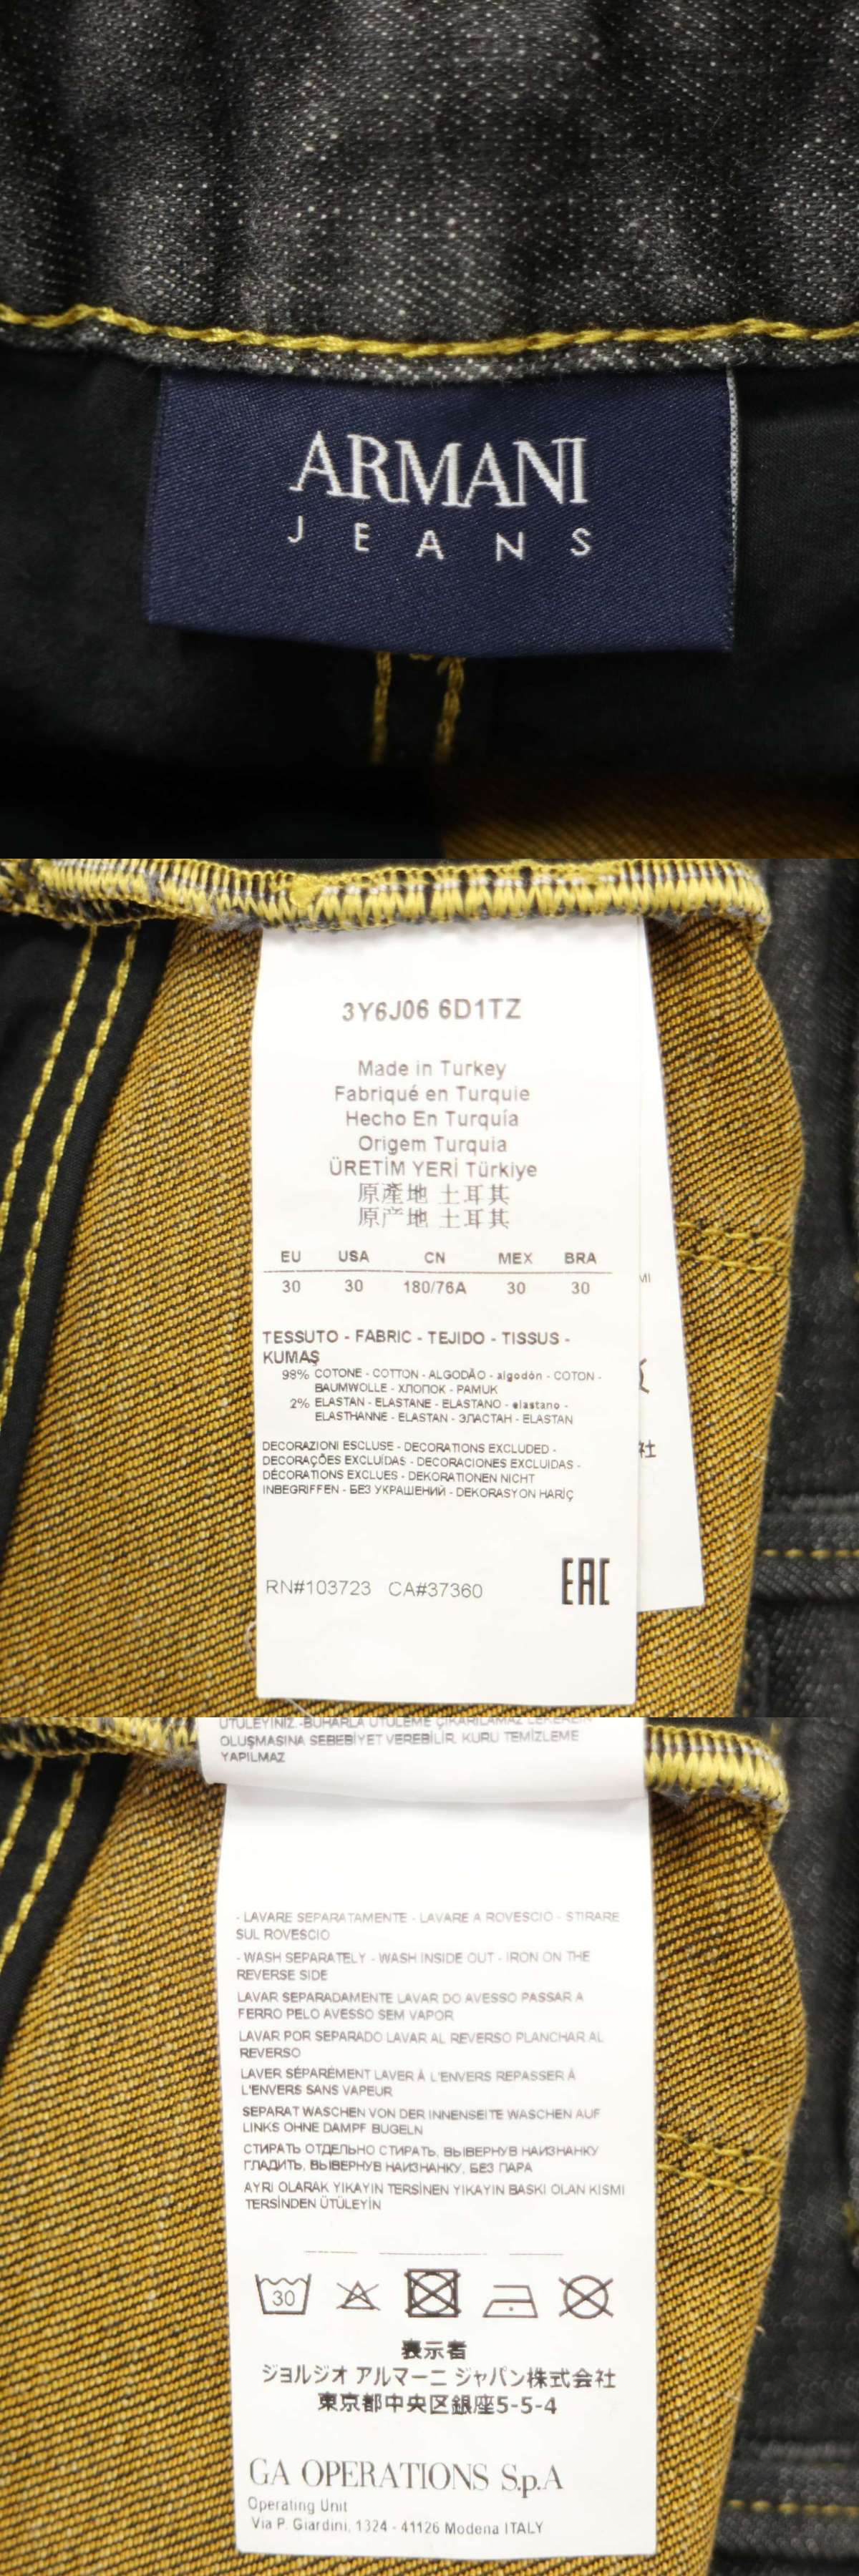 ARMANI
JEANS
3Y6J06 6D1TZ
Made in Turkey
Fabriqué en Turquie
Hecho En Turquía
Origem Turquia
ÜRETİM YERİ Türkiye
原產地 土耳其
原产地 土耳其
EU USA CN MEX BRA
30 30 180/76A 30 30
TESSUTO - FABRIC - TEJIDO - TISSUS -
KUMAŞ
98% COTONE - COTTON - ALGODÃO - algodón - COTON -
BAUMWOLLE - ХЛОПОК - PAMUK
2% ELASTAN - ELASTANE - ELASTANO - elastano -
ELASTHANNE - ELASTAN - ЭЛАСТАН - ELASTAN
DECORAZIONI ESCLUSE - DECORATIONS EXCLUDED -
DECORAÇÕES EXCLUÍDAS - DECORACIONES EXCLUIDAS -
DÉCORATIONS EXCLUES - DEKORATIONEN NICHT
INBEGRIFFEN - БЕЗ УКРАШЕНИЙ - DEKORASYON HARİÇ
RN#103723 CA#37360
EAC
MI
社
ÜTÜLEYİNİZ -BUHARLA ÜTÜLEME ÇIKARILAMAZ
OLUŞMASINA SEBEBİYET VEREBİLİR. KURU TEMİZLEME
YAPILMAZ
- LAVARE SEPARATAMENTE - LAVARE A ROVESCIO - STIRARE
SUL ROVESCIO
- WASH SEPARATELY - WASH INSIDE OUT - IRON ON THE
REVERSE SIDE
LAVAR SEPARADAMENTE LAVAR DO AVESSO PASSAR A
FERRO PELO AVESSO SEM VAPOR
LAVAR POR SEPARADO LAVAR AL REVERSO PLANCHAR AL
REVERSO
LAVER SÉPARÉMENT LAVER À L'ENVERS REPASSER À
L'ENVERS SANS VAPEUR
SEPARAT WASCHEN VON DER INNENSEITE WASCHEN AUF
LINKS OHNE DAMPF BUGELN
СТИРАТЬ ОТДЕЛЬНО СТИРАТЬ, ВЫВЕРНУВ НАИЗНАНКУ
ГЛАДИТЬ, ВЫВЕРНУВ НАИЗНАНКУ, БЕЗ ПАРА
AYRI OLARAK YIKAYIN TERSİNEN YIKAYIN BASKI OLAN KISMI
TERSİNDEN ÜTÜLEYİN
30
表示者
ジョルジオ アルマーニ ジャパン株式会社
東京都中央区銀座5-5-4
GA OPERATIONS S.p.A
Operating Unit
Via P. Giardini, 1324 - 41126 Modena ITALY